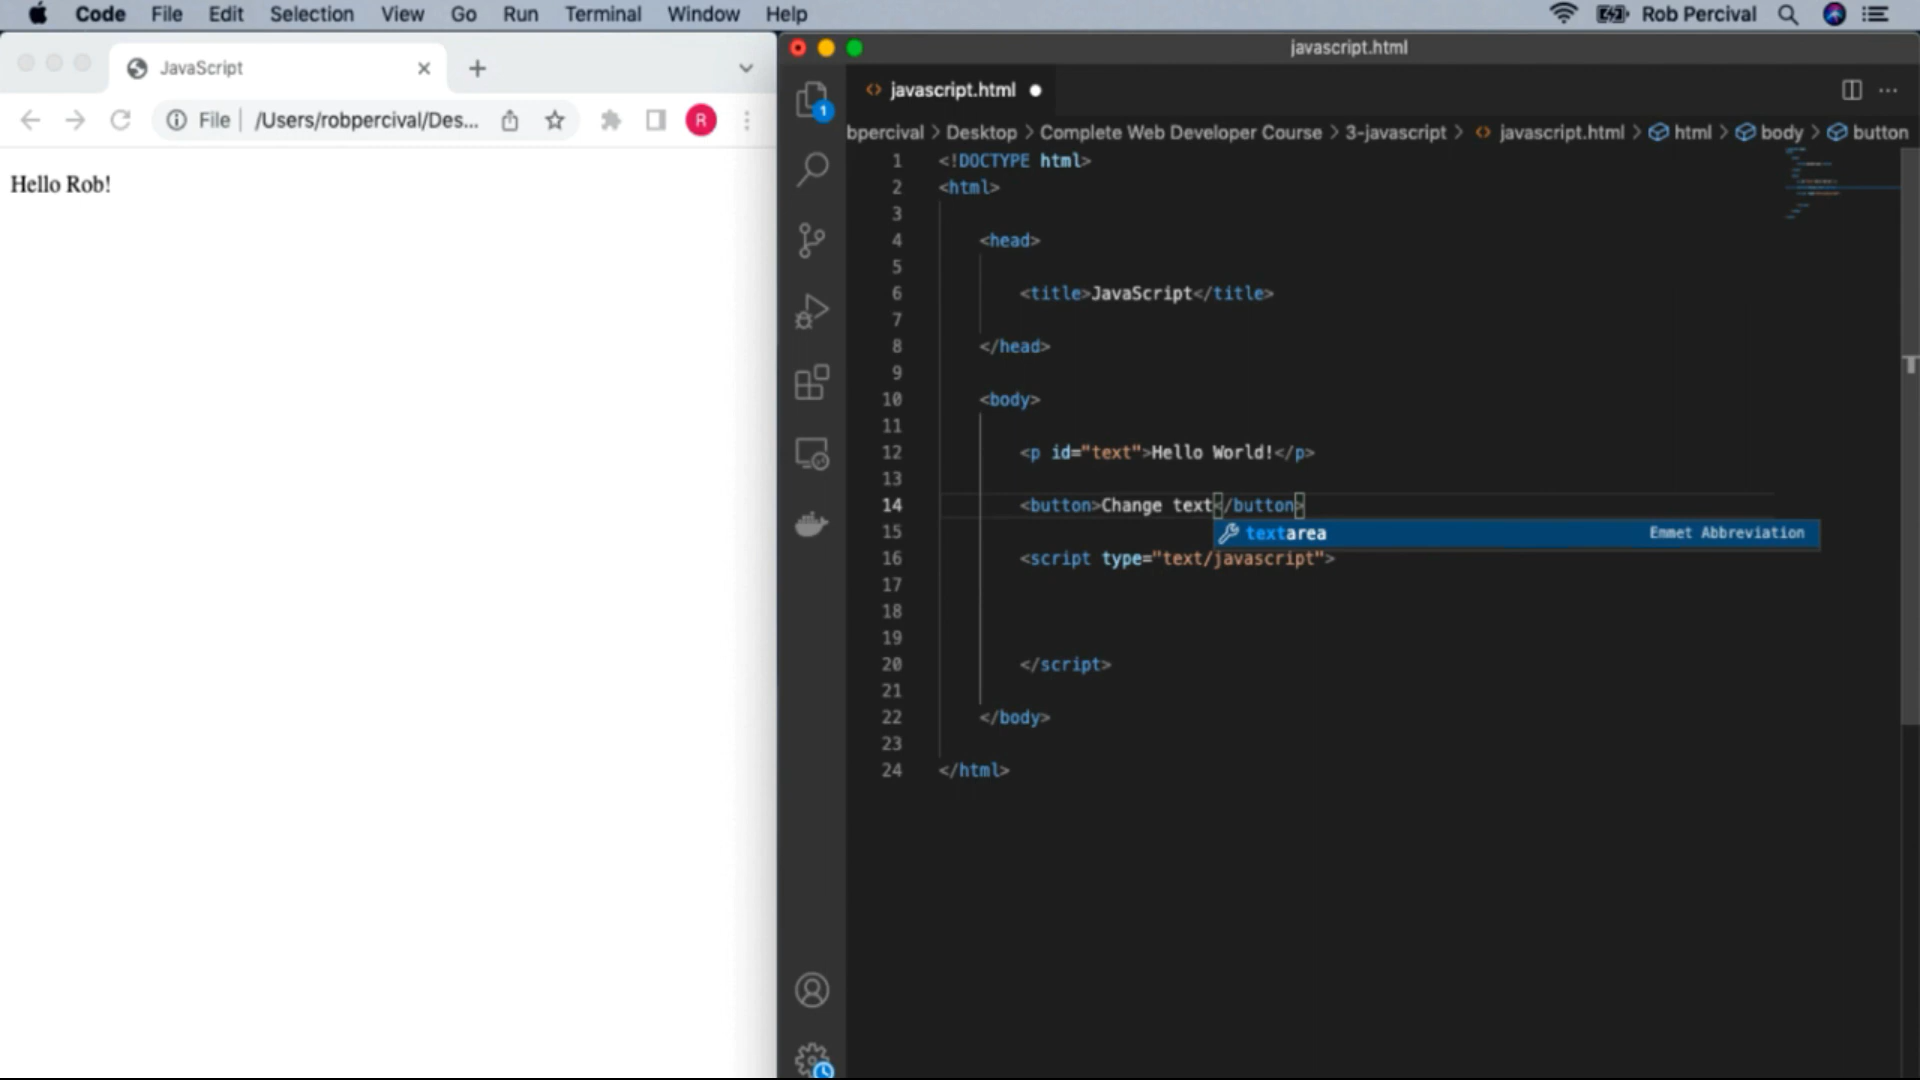 Code File Edit Selection View Go Run Terminal Window Help Rob Percival
JavaScript
File /Users/robpercival/Des...
R
Hello Rob!
javascript.html
1
javascript.html
bpercival > Desktop > Complete Web Developer Course > 3-javascript > javascript.html > html > body > button
1 <!DOCTYPE html>
2 <html>
3
4 <head>
5
6 <title>JavaScript</title>
7
8 </head>
9
10 <body>
11
12 <p id="text">Hello World!</p>
13
14 <button>Change text</button>
textarea Emmet Abbreviation
15
16 <script type="text/javascript">
17
18
19
20 </script>
21
22 </body>
23
24 </html>